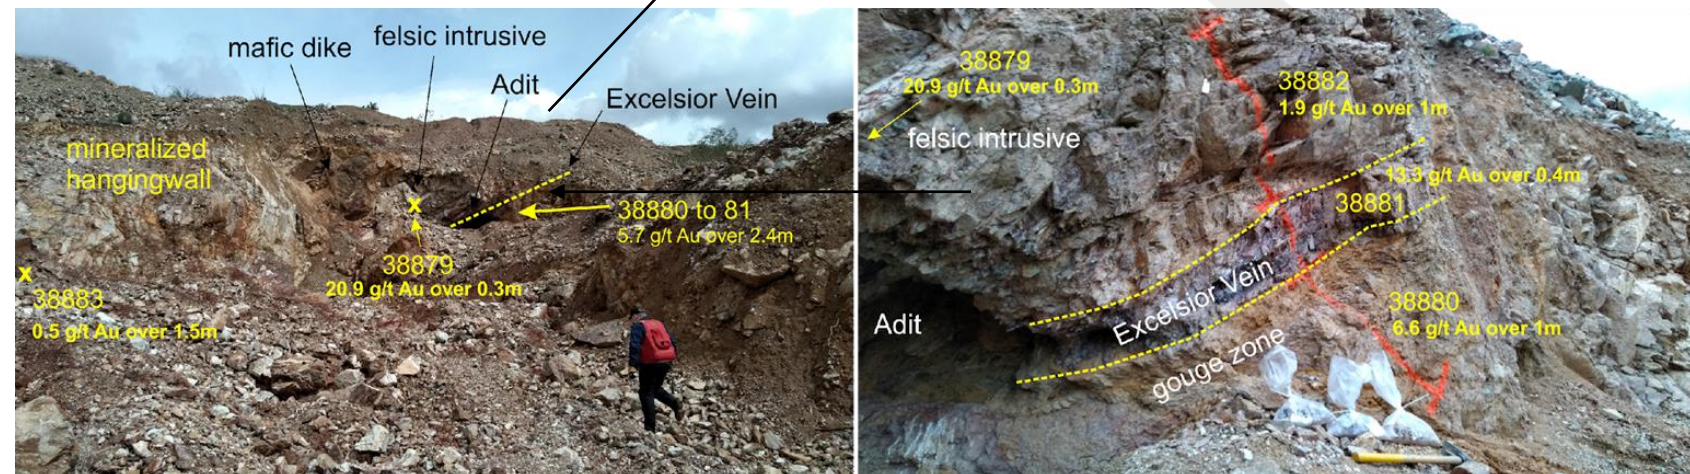 mafic dike
felsic intrusive
Adit
Excelsior Vein
mineralized
hangingwall
38880 to 81
5.7 g/t Au over 2.4m
x
38879
20.9 g/t Au over 0.3m
x
38883
0.5 g/t Au over 1.5m
38879
20.9 g/t Au over 0.3m
felsic intrusive
38882
1.9 g/t Au over 1m
13.3 g/t Au over 0.4m
38881
Excelsior Vein
Adit
38880
6.6 g/t Au over 1m
gouge zone